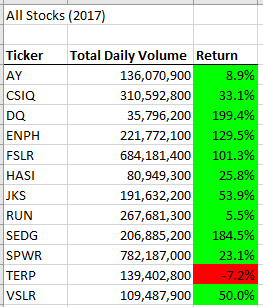 All Stocks (2017)
Ticker Total Daily Volume Return
AY 136,070,900 8.9%
CSIQ 310,592,800 33.1%
DQ 35,796,200 199.4%
ENPH 221,772,100 129.5%
FSLR 684,181,400 101.3%
HASI 80,949,300 25.8%
JKS 191,632,200 53.9%
RUN 267,681,300 5.5%
SEDG 206,885,200 184.5%
SPWR 782,187,000 23.1%
TERP 139,402,800 -7.2%
VSLR 109,487,900 50.0%